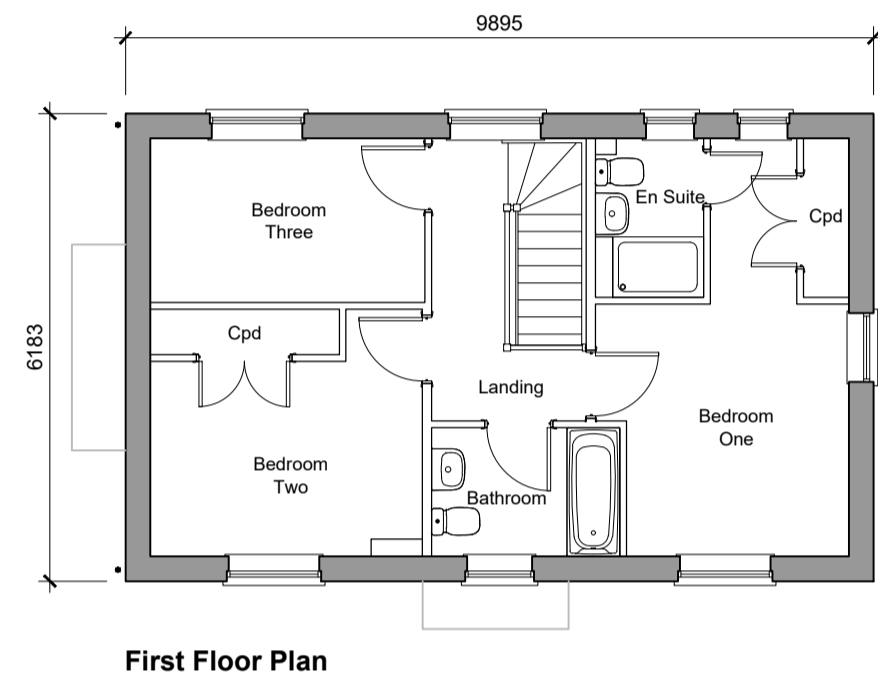 9895
6183
Bedroom
Three
En Suite
Cpd
Cpd
Landing
Bedroom
One
Bedroom
Two
Bathroom
First Floor Plan